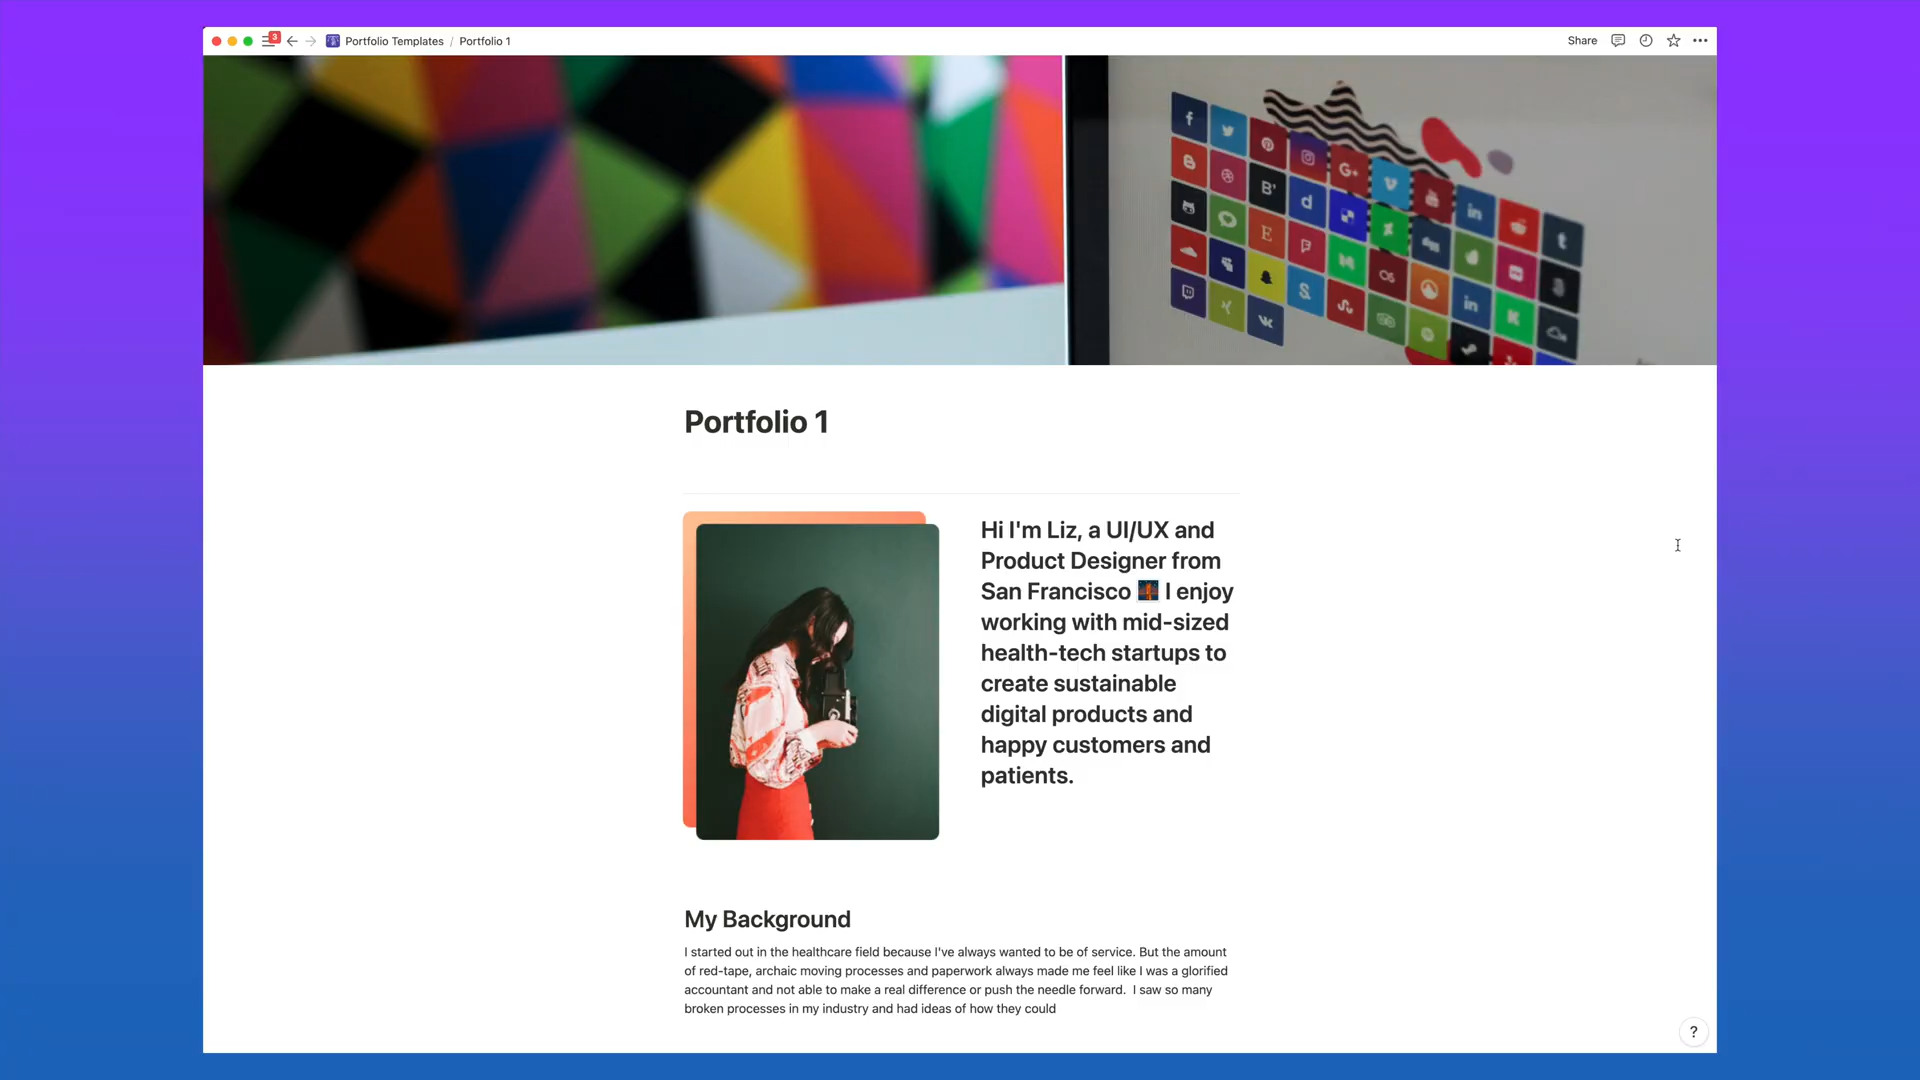 3
Portfolio Templates / Portfolio 1
Share
Portfolio 1
Hi I'm Liz, a UI/UX and
Product Designer from
San Francisco 🌉 I enjoy
working with mid-sized
health-tech startups to
create sustainable
digital products and
happy customers and
patients.
My Background
I started out in the healthcare field because I've always wanted to be of service. But the amount
of red-tape, archaic moving processes and paperwork always made me feel like I was a glorified
accountant and not able to make a real difference or push the needle forward.  I saw so many
broken processes in my industry and had ideas of how they could
?